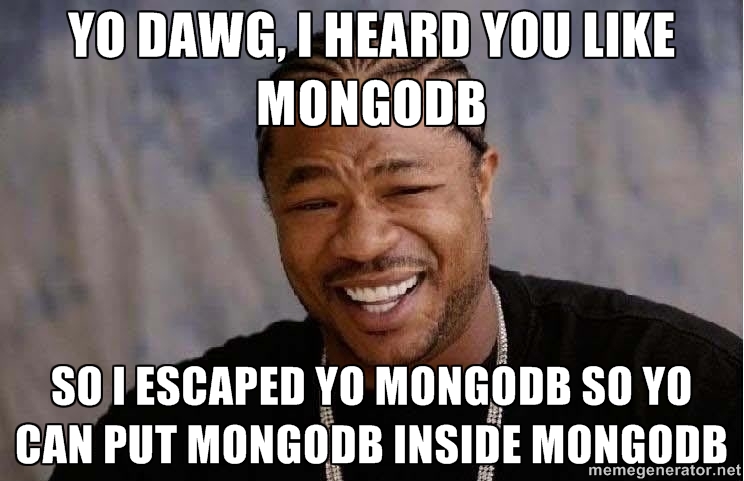 YO DAWG, I HEARD YOU LIKE
MONGODB
SO I ESCAPED YO MONGODB SO YO
CAN PUT MONGODB INSIDE MONGODB
memegenerator.net